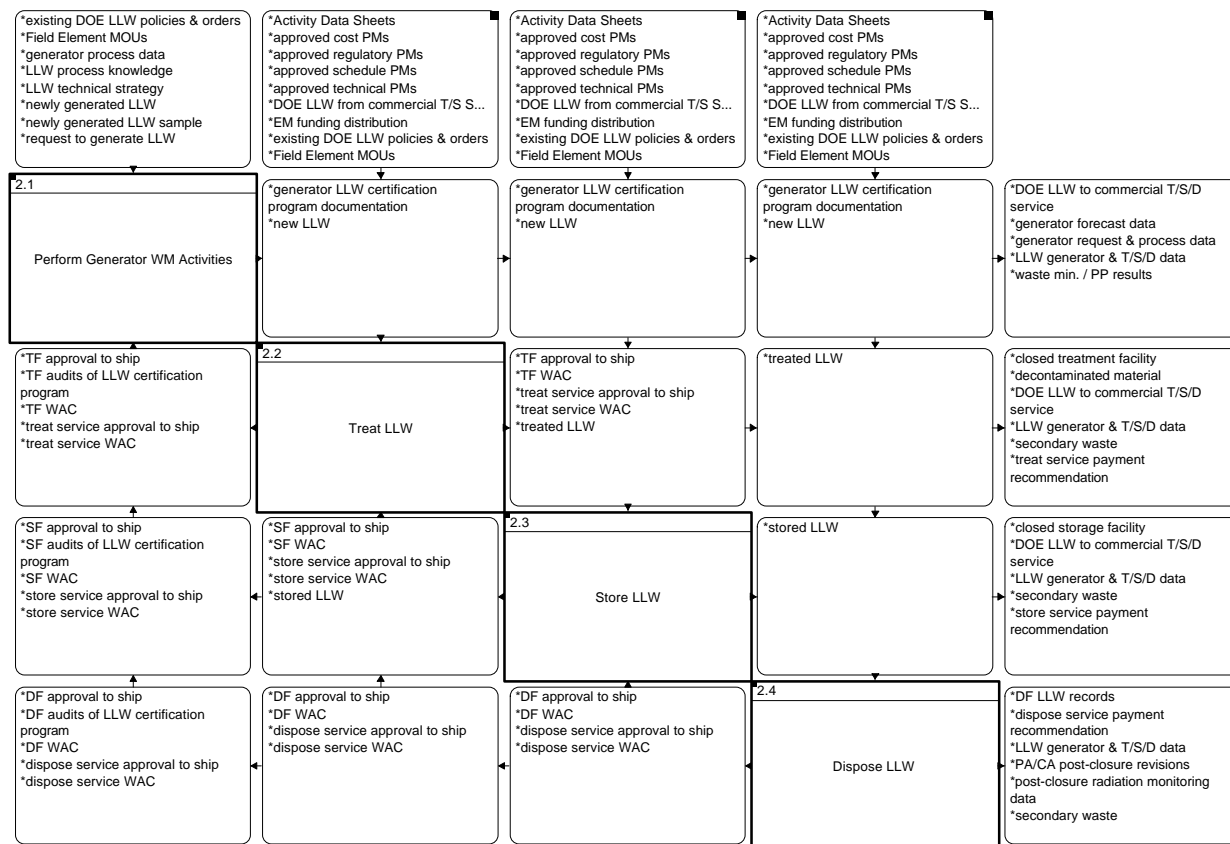 *existing DOE LLW policies & orders
*Field Element MOUs
*generator process data
*LLW process knowledge
*LLW technical strategy
*newly generated LLW
*newly generated LLW sample
*request to generate LLW
*Activity Data Sheets
*approved cost PMs
*approved regulatory PMs
*approved schedule PMs
*approved technical PMs
*DOE LLW from commercial T/S S...
*EM funding distribution
*existing DOE LLW policies & orders
*Field Element MOUs
*Activity Data Sheets
*approved cost PMs
*approved regulatory PMs
*approved schedule PMs
*approved technical PMs
*DOE LLW from commercial T/S S...
*EM funding distribution
*existing DOE LLW policies & orders
*Field Element MOUs
*Activity Data Sheets
*approved cost PMs
*approved regulatory PMs
*approved schedule PMs
*approved technical PMs
*DOE LLW from commercial T/S S...
*EM funding distribution
*existing DOE LLW policies & orders
*Field Element MOUs
2.1
Perform Generator WM Activities
*generator LLW certification
program documentation
*new LLW
*generator LLW certification
program documentation
*new LLW
*generator LLW certification
program documentation
*new LLW
*DOE LLW to commercial T/S/D
service
*generator forecast data
*generator request & process data
*LLW generator & T/S/D data
*waste min. / PP results
*TF approval to ship
*TF audits of LLW certification
program
*TF WAC
*treat service approval to ship
*treat service WAC
2.2
Treat LLW
*TF approval to ship
*TF WAC
*treat service approval to ship
*treat service WAC
*treated LLW
*treated LLW
*closed treatment facility
*decontaminated material
*DOE LLW to commercial T/S/D
service
*LLW generator & T/S/D data
*secondary waste
*treat service payment
recommendation
*SF approval to ship
*SF audits of LLW certification
program
*SF WAC
*store service approval to ship
*store service WAC
*SF approval to ship
*SF WAC
*store service approval to ship
*store service WAC
*stored LLW
2.3
Store LLW
*stored LLW
*closed storage facility
*DOE LLW to commercial T/S/D
service
*LLW generator & T/S/D data
*secondary waste
*store service payment
recommendation
*DF approval to ship
*DF audits of LLW certification
program
*DF WAC
*dispose service approval to ship
*dispose service WAC
*DF approval to ship
*DF WAC
*dispose service approval to ship
*dispose service WAC
*DF approval to ship
*DF WAC
*dispose service approval to ship
*dispose service WAC
2.4
Dispose LLW
*DF LLW records
*dispose service payment
recommendation
*LLW generator & T/S/D data
*PA/CA post-closure revisions
*post-closure radiation monitoring
data
*secondary waste